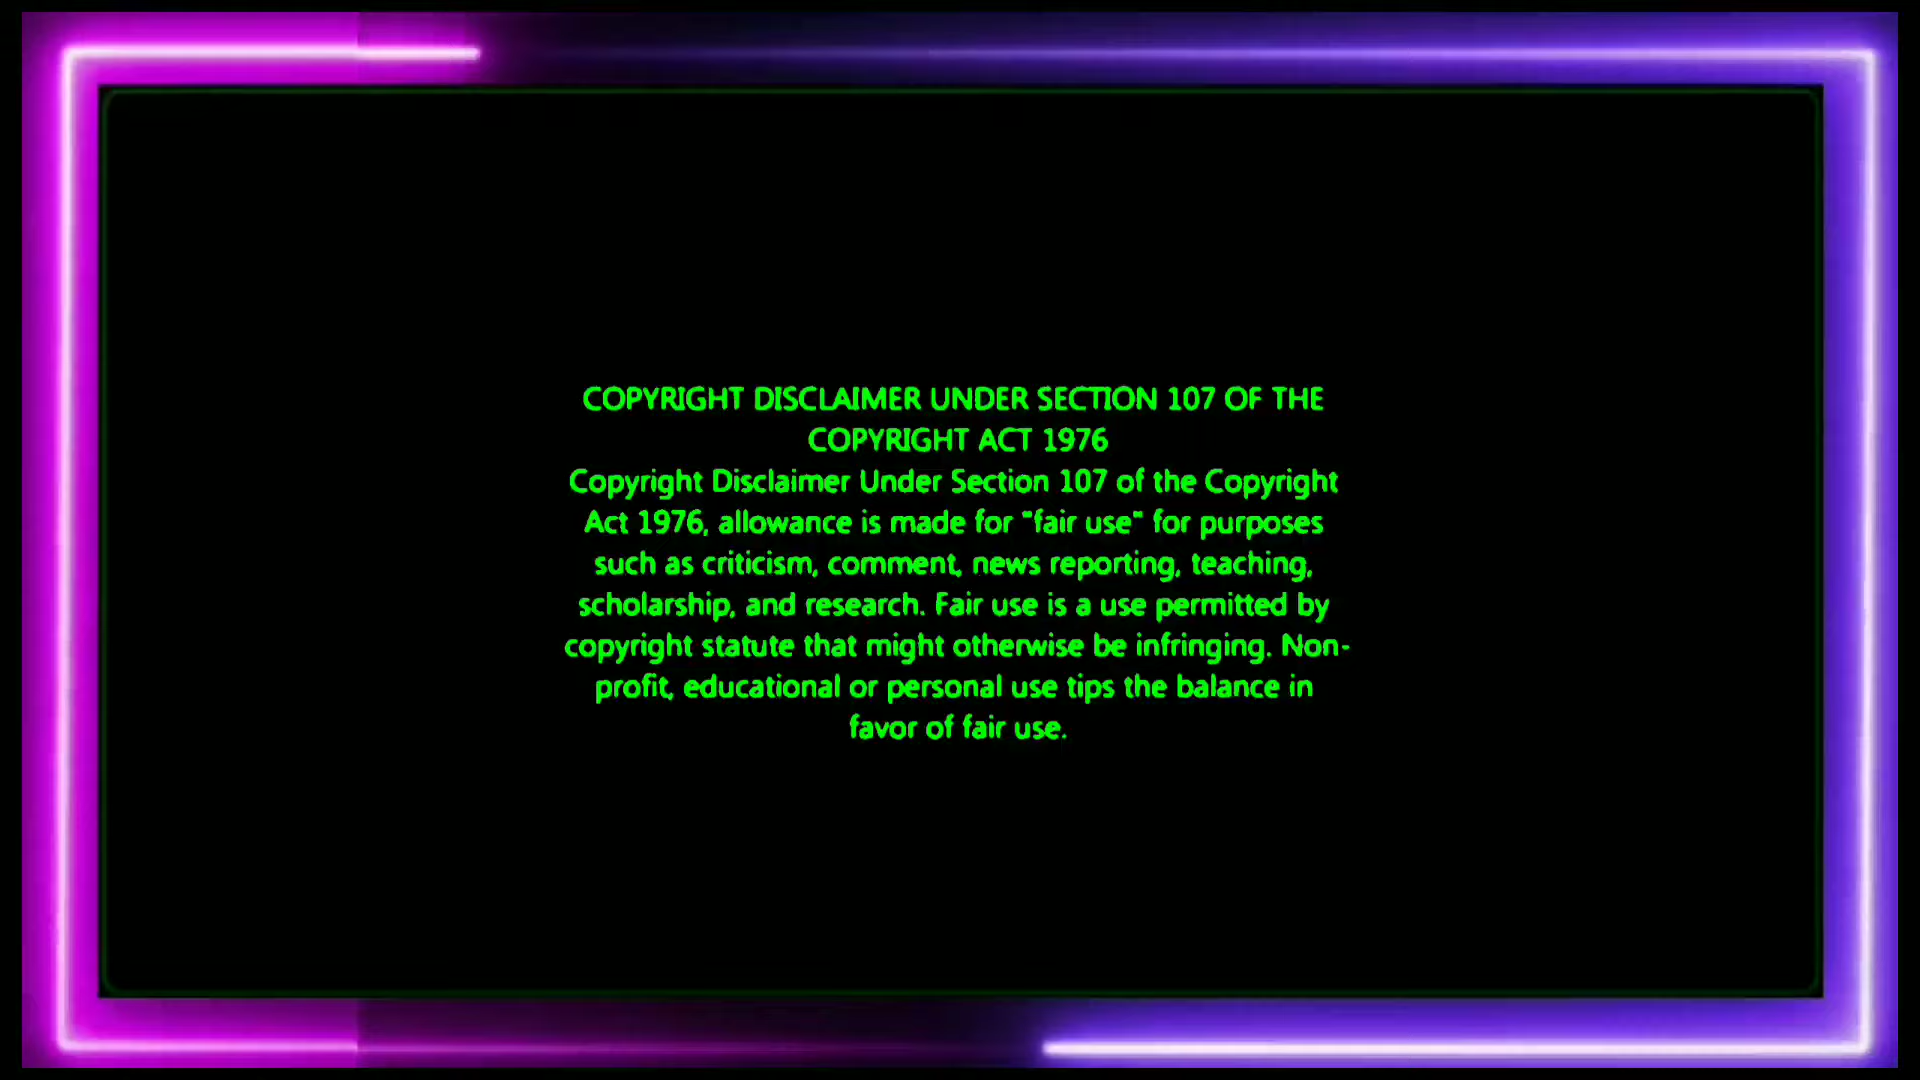 COPYRIGHT DISCLAIMER UNDER SECTION 107 OF THE
COPYRIGHT ACT 1976
Copyright Disclaimer Under Section 107 of the Copyright
Act 1976, allowance is made for "fair use" for purposes
such as criticism, comment, news reporting, teaching,
scholarship, and research. Fair use is a use permitted by
copyright statute that might otherwise be infringing. Non-
profit, educational or personal use tips the balance in
favor of fair use.